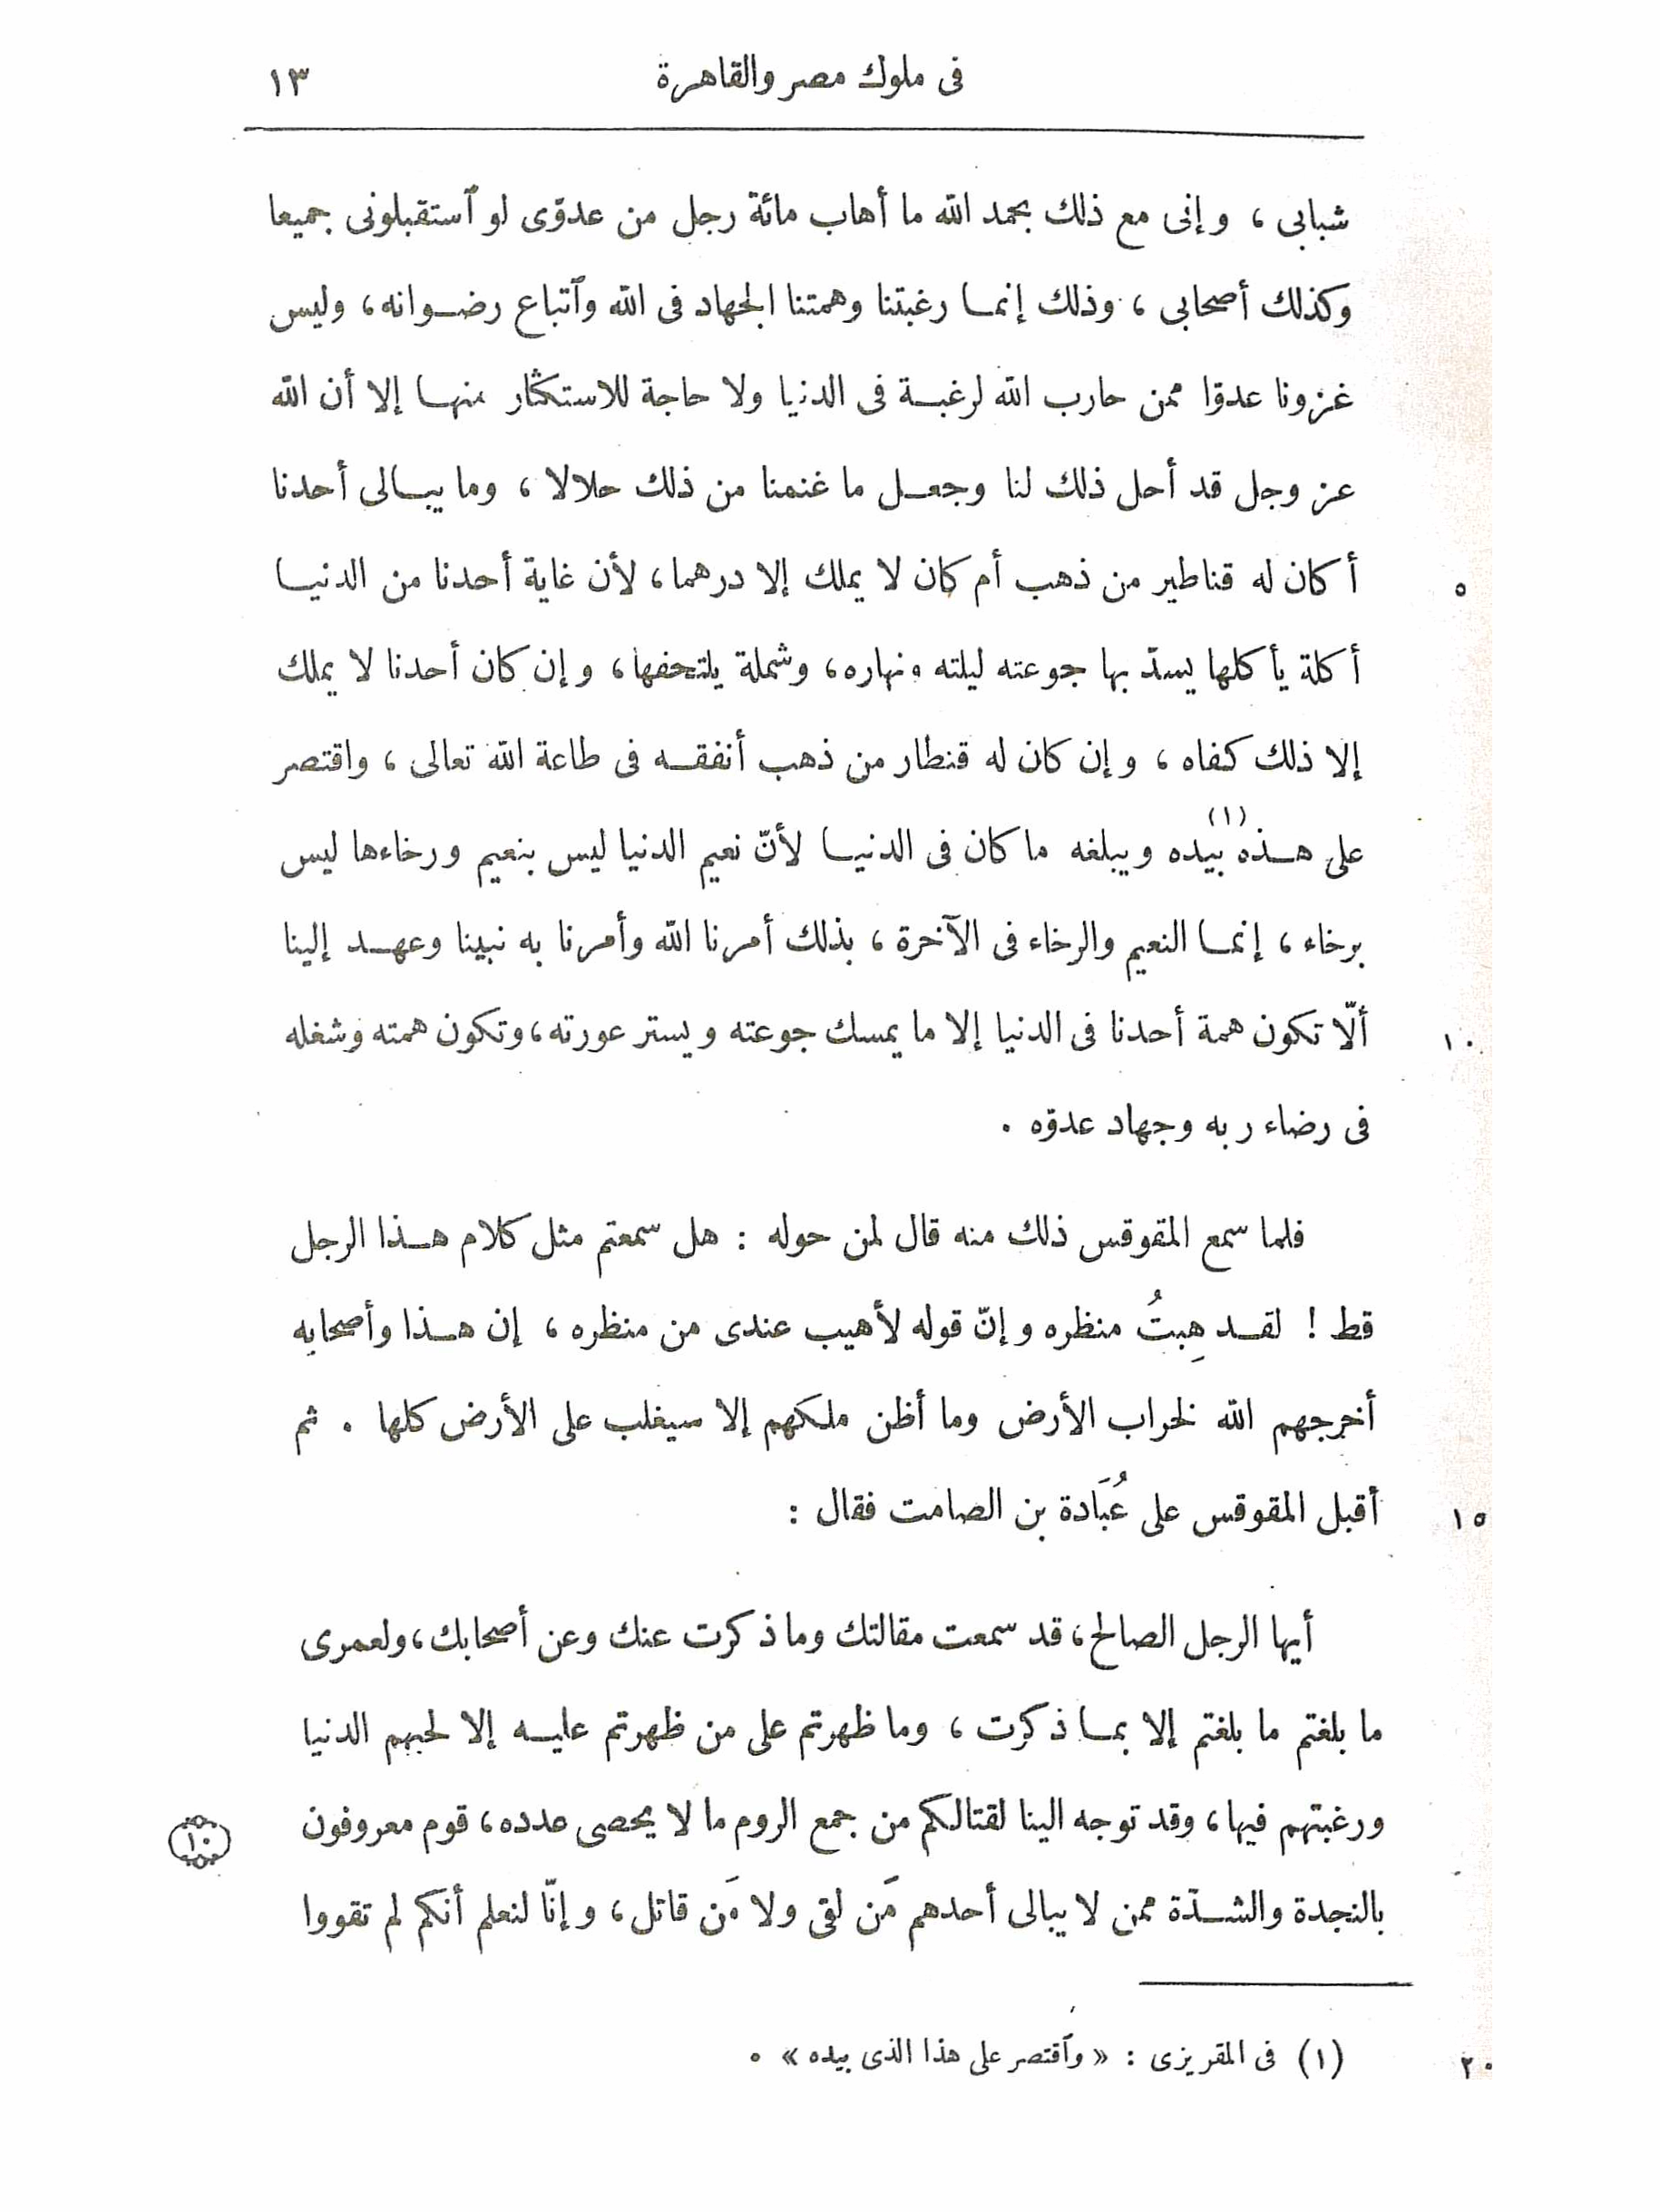 فى ملوك مصر والقاهرة ١٣
شبابى ، وإنى مع ذلك بحمد الله ما أهاب مائة رجل من عدوّى لو ٱستقبلونى جميعا
وكذلك أصحابى ، وذلك إنما رغبتنا وهمتنا الجهاد فى الله وٱتباع رضوانه ، وليس
غزونا عدوّا ممن حارب الله لرغبة فى الدنيا ولا حاجة للاستكثار منها إلا أن الله
عز وجل قد أحل ذلك لنا وجعل ما غنمنا من ذلك حلالا ، وما يبالى أحدنا
أكان له قناطير من ذهب أم كان لا يملك إلا درهما ، لأن غاية أحدنا من الدنيا ٥
أكلة يأكلها يسدّ بها جوعته ليلته ونهاره ، وشملة يلتحفها ، وإن كان أحدنا لا يملك
إلا ذلك كفاه ، وإن كان له قنطار من ذهب أنفقه فى طاعة الله تعالى ، واقتصر
على هذه (١) بيده ويبلغه ما كان فى الدنيا لأنّ نعيم الدنيا ليس بنعيم ورخاءها ليس
برخاء ، إنما النعيم والرخاء فى الآخرة ، بذلك أمرنا الله وأمرنا به نبينا وعهد إلينا
ألّا تكون همة أحدنا فى الدنيا إلا ما يمسك جوعته ويستر عورته ، وتكون همته وشغله ١٠
فى رضاء ربه وجهاد عدوّه .
فلما سمع المقوقس ذلك منه قال لمن حوله : هل سمعتم مثل كلام هذا الرجل
قط ! لقد هِبتُ منظره وإنّ قوله لأهيب عندى من منظره ، إن هذا وأصحابه
أخرجهم الله لخراب الأرض وما أظن ملكهم إلا سيغلب على الأرض كلها . ثم
أقبل المقوقس على عُبَادة بن الصامت فقال : ١٥
أيها الرجل الصالح ، قد سمعت مقالتك وما ذكرت عنك وعن أصحابك ، ولعمرى
ما بلغتم ما بلغتم إلا بما ذكرت ، وما ظهرتم على من ظهرتم عليه إلا لحبهم الدنيا
ورغبتهم فيها ، وقد توجه الينا لقتالكم من جمع الروم ما لا يحصى عدده ، قوم معروفون ١٠
بالنجدة والشدّة ممن لا يبالى أحدهم مَن لقى ولا مَن قاتل ، وإنّا لنعلم أنكم لم تقووا
(١) فى المقريزى : « وٱقتصر على هذا الذى بيده » . ٢٠